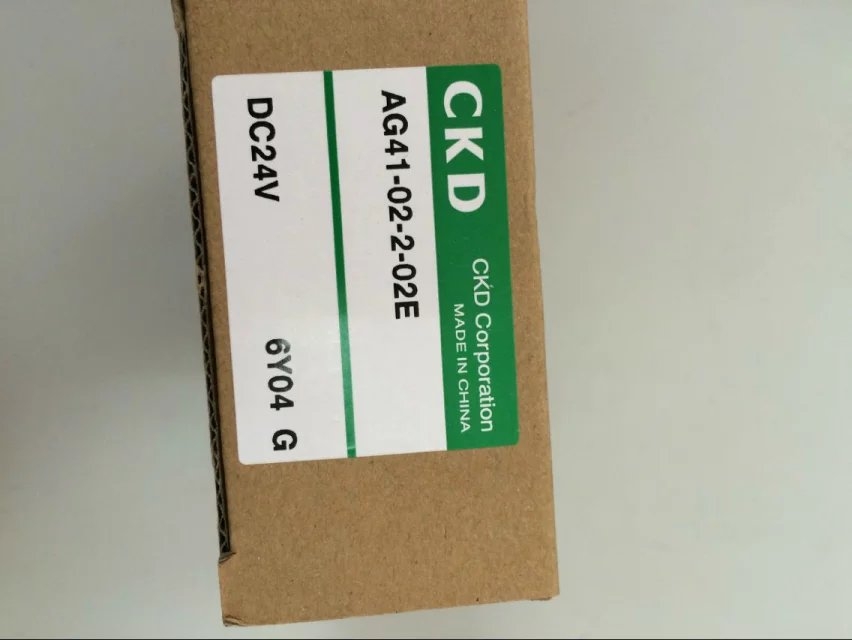 CKD
CKD Corporation
MADE IN CHINA
AG41-02-2-02E
DC24V
6Y04 G